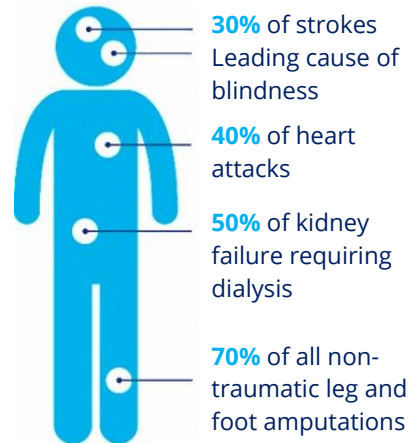 30% of strokes
Leading cause of
blindness
40% of heart
attacks
50% of kidney
failure requiring
dialysis
70% of all non-
traumatic leg and
foot amputations